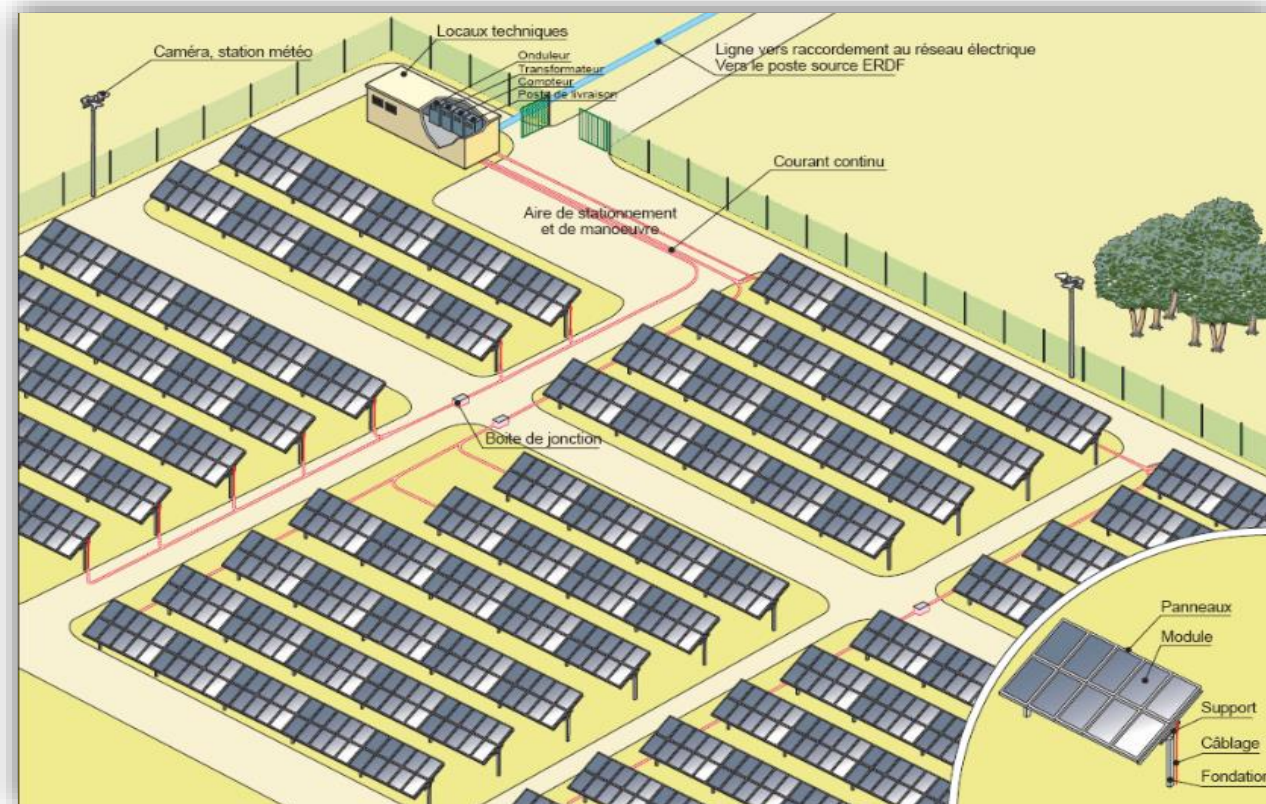 Locaux techniques
Caméra, station météo
Onduleur
Transformateur
Compteur
Poste de livraison
Ligne vers raccordement au réseau électrique
Vers le poste source ERDF
Courant continu
Aire de stationnement
et de manoeuvre
Boite de jonction
Panneaux
Module
Support
Câblage
Fondation